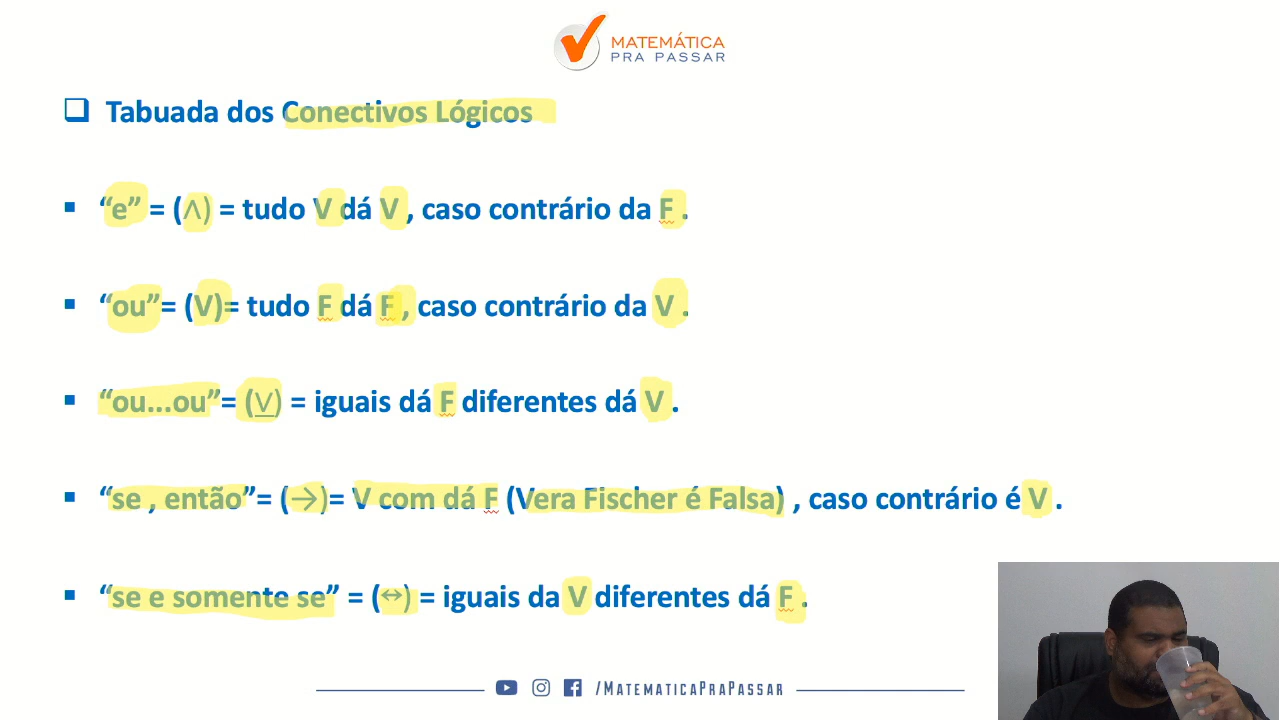 MATEMÁTICA
PRA PASSAR
Tabuada dos Conectivos Lógicos
“e” = (∧) = tudo V dá V , caso contrário da F .
“ou”= (V)= tudo F dá F , caso contrário da V .
“ou...ou”= (⊻) = iguais dá F diferentes dá V .
“se , então”= (→)= V com dá F (Vera Fischer é Falsa) , caso contrário é V .
“se e somente se” = (↔) = iguais da V diferentes dá F .
/MATEMATICAPRAPASSAR